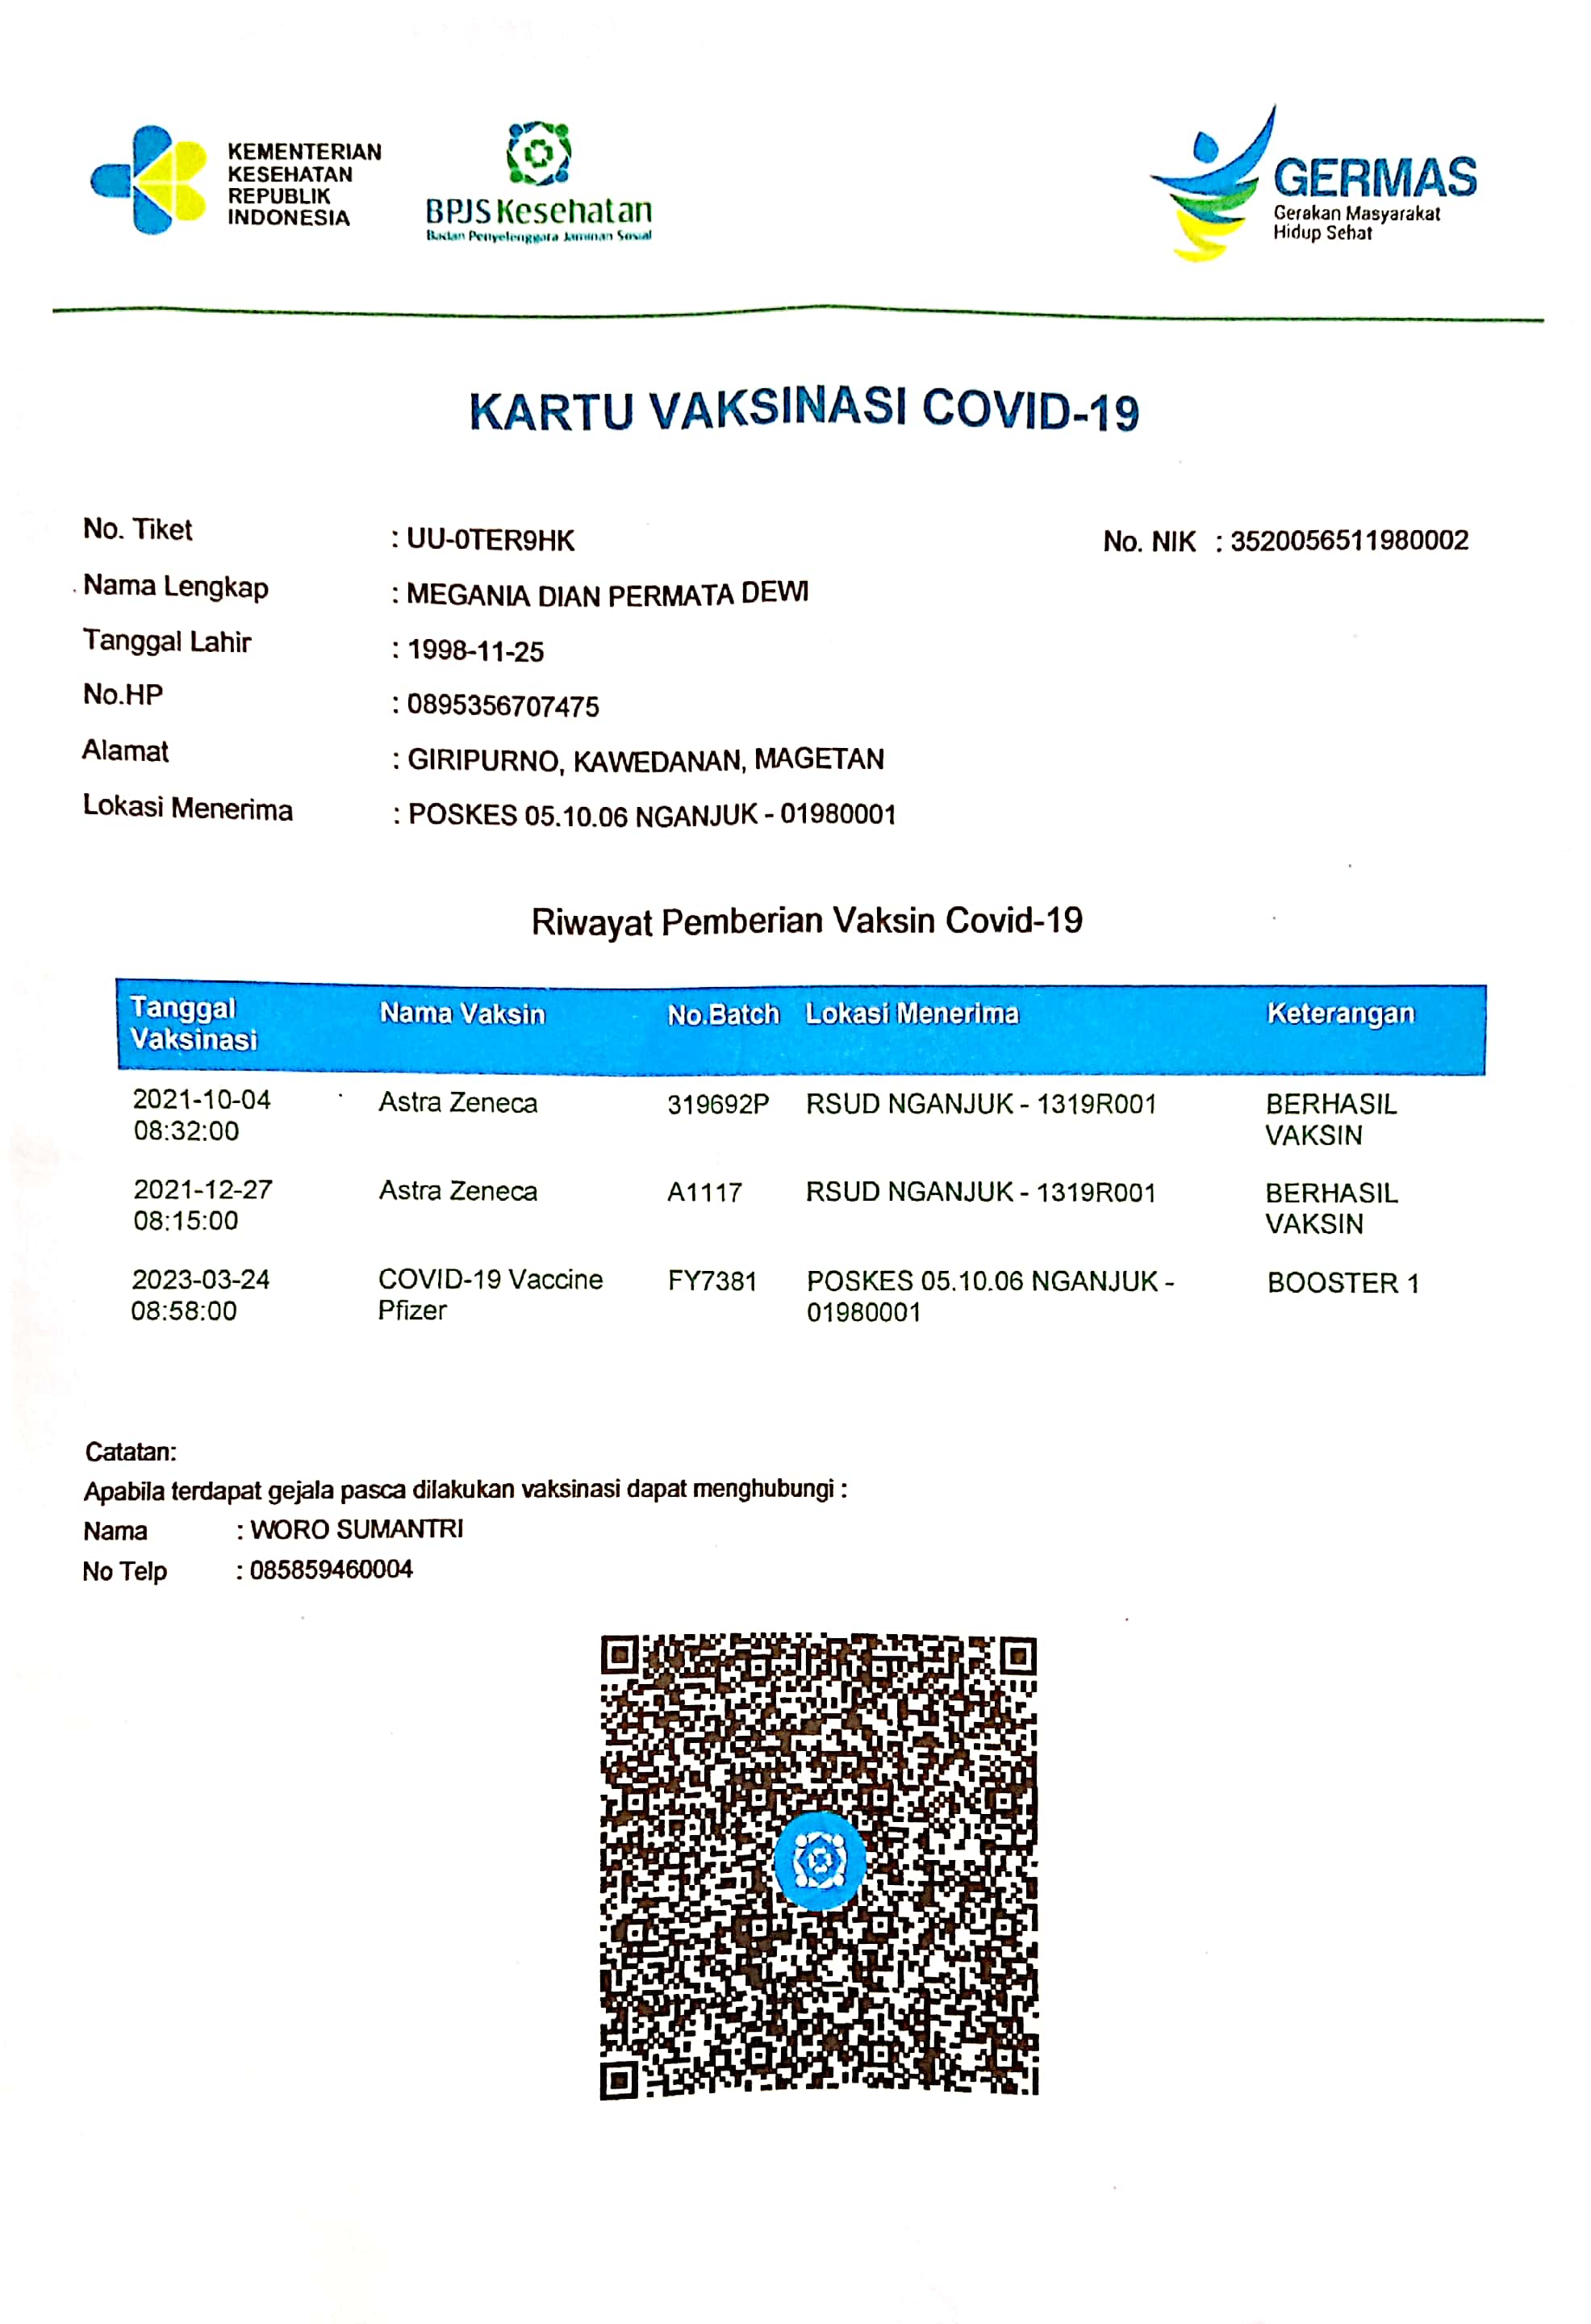 KEMENTERIAN
KESEHATAN
REPUBLIK
INDONESIA
BPJS Kesehatan
Badan Penyelenggara Jaminan Sosial
GERMAS
Gerakan Masyarakat
Hidup Sehat
KARTU VAKSINASI COVID-19
No. Tiket : UU-0TER9HK No. NIK : 3520056511980002
Nama Lengkap : MEGANIA DIAN PERMATA DEWI
Tanggal Lahir : 1998-11-25
No.HP : 0895356707475
Alamat : GIRIPURNO, KAWEDANAN, MAGETAN
Lokasi Menerima : POSKES 05.10.06 NGANJUK - 01980001
Riwayat Pemberian Vaksin Covid-19
Tanggal Nama Vaksin No.Batch Lokasi Menerima Keterangan
Vaksinasi
2021-10-04 Astra Zeneca 319692P RSUD NGANJUK - 1319R001 BERHASIL
08:32:00 VAKSIN
2021-12-27 Astra Zeneca A1117 RSUD NGANJUK - 1319R001 BERHASIL
08:15:00 VAKSIN
2023-03-24 COVID-19 Vaccine FY7381 POSKES 05.10.06 NGANJUK - BOOSTER 1
08:58:00 Pfizer 01980001
Catatan:
Apabila terdapat gejala pasca dilakukan vaksinasi dapat menghubungi :
Nama : WORO SUMANTRI
No Telp : 085859460004